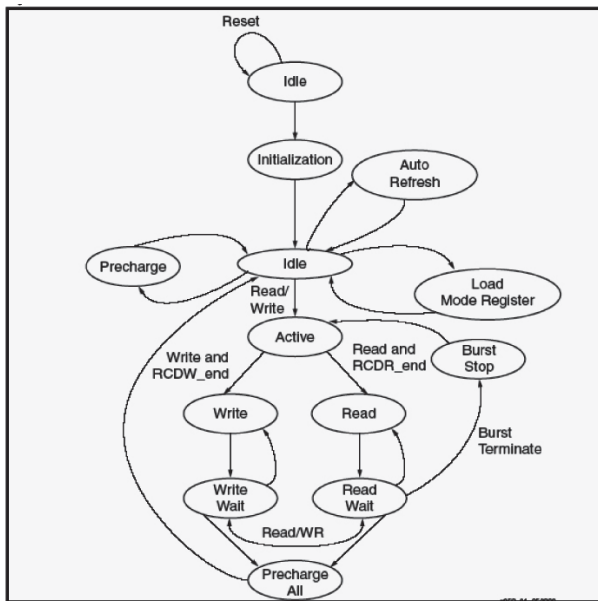 Reset
Idle
Initialization
Auto
Refresh
Precharge
Idle
Load
Mode Register
Read/
Write
Active
Write and
RCDW_end
Read and
RCDR_end
Burst
Stop
Write
Read
Burst
Terminate
Write
Wait
Read
Wait
Read/WR
Precharge
All